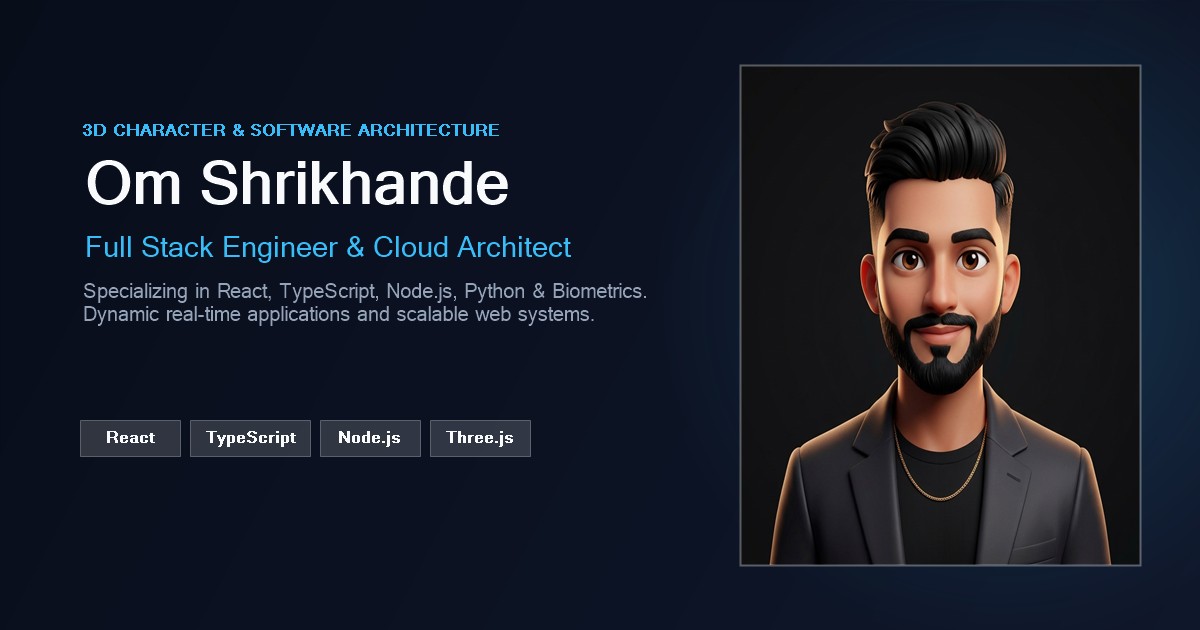 3D CHARACTER & SOFTWARE ARCHITECTURE
Om Shrikhande
Full Stack Engineer & Cloud Architect
Specializing in React, TypeScript, Node.js, Python & Biometrics.
Dynamic real-time applications and scalable web systems.
React TypeScript Node.js Three.js